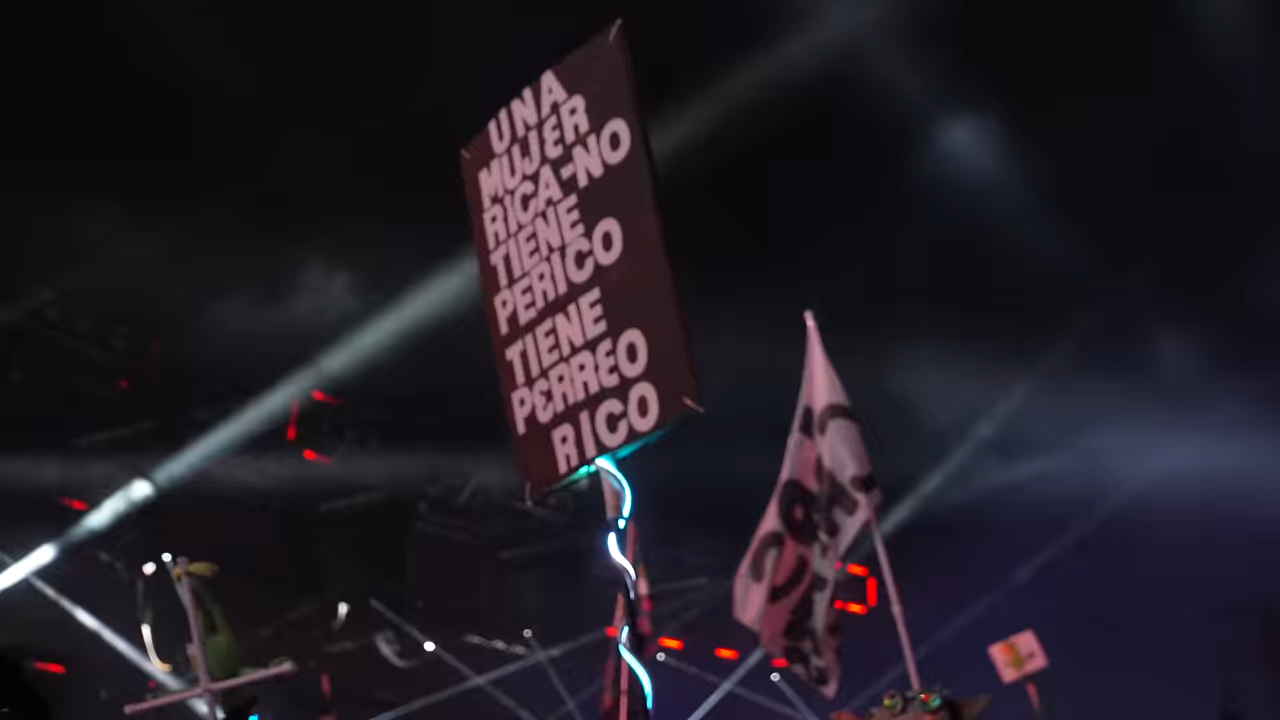 UNA
MUJER
RICA-NO
TIENE
PERICO
TIENE
PERREO
RICO